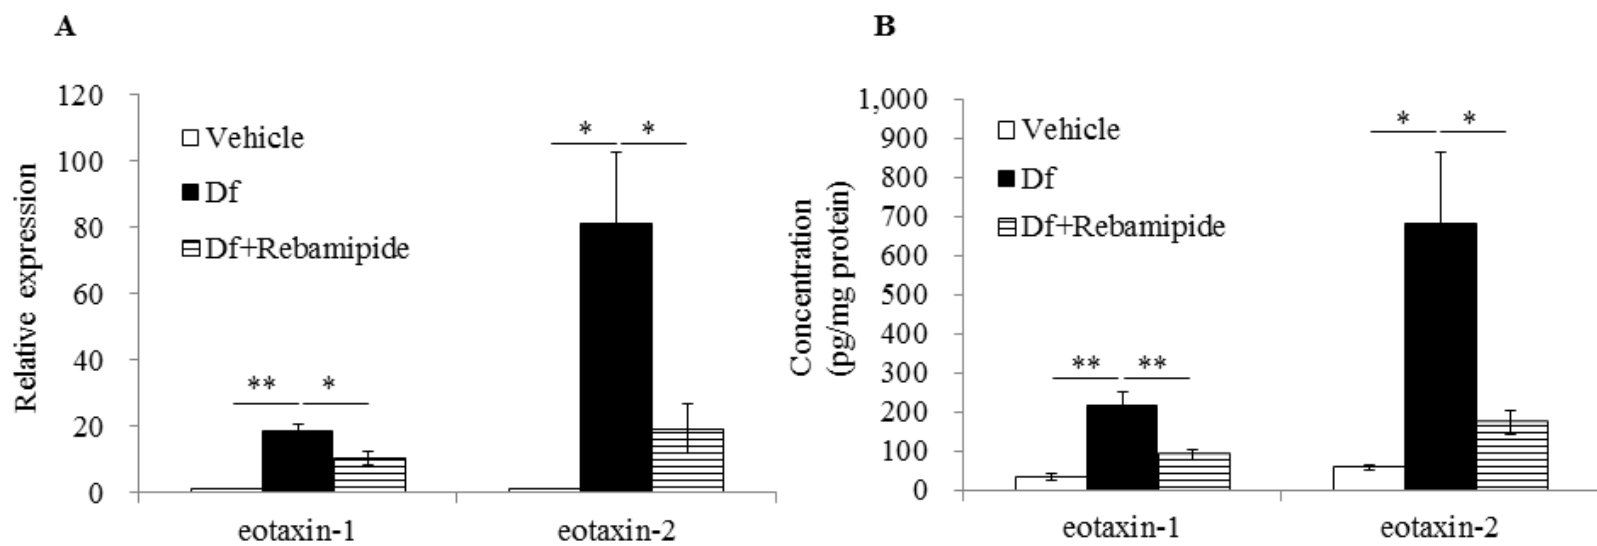 A
Relative expression
120
100
80
60
40
20
0
Vehicle
Df
Df+Rebamipide
** *
* *
eotaxin-1 eotaxin-2
B
Concentration
(pg/mg protein)
1,000
900
800
700
600
500
400
300
200
100
0
Vehicle
Df
Df+Rebamipide
** **
* *
eotaxin-1 eotaxin-2